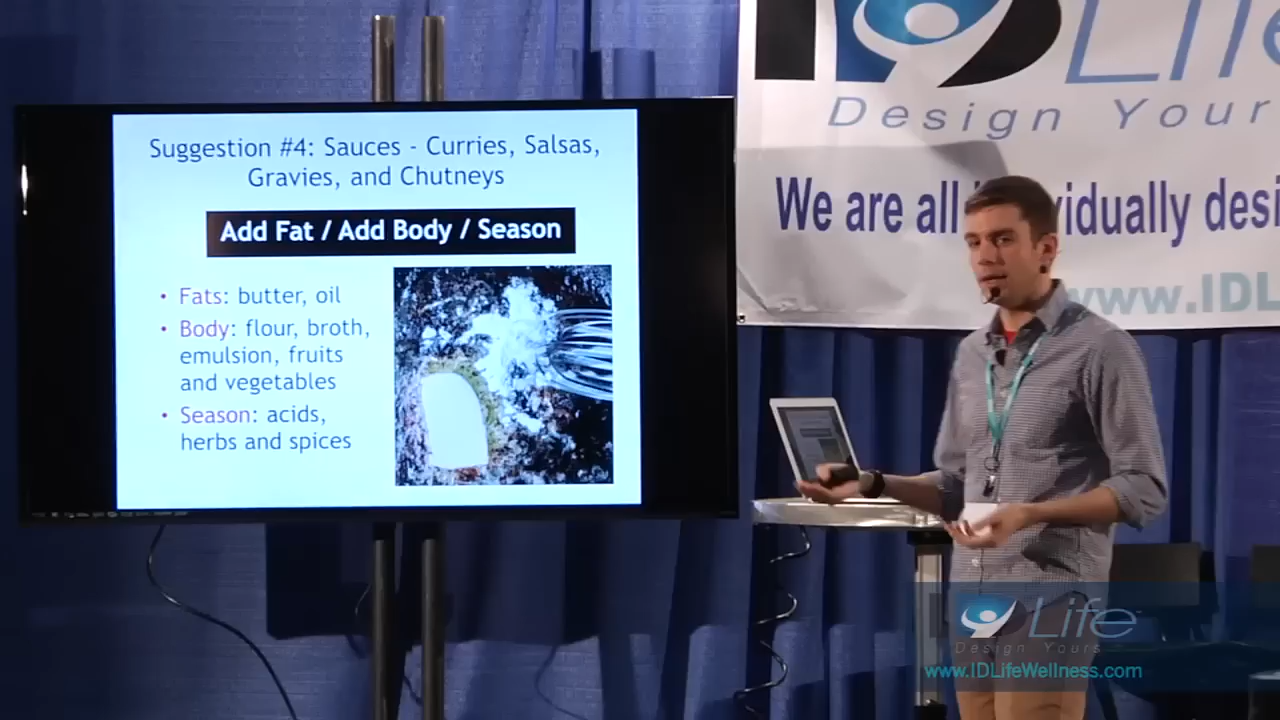 Suggestion #4: Sauces - Curries, Salsas,
Gravies, and Chutneys
Add Fat / Add Body / Season
• Fats: butter, oil
• Body: flour, broth,
emulsion, fruits
and vegetables
• Season: acids,
herbs and spices
Design Your
We are all
www.IDL
Life
Design Yours
www.IDLifeWellness.com